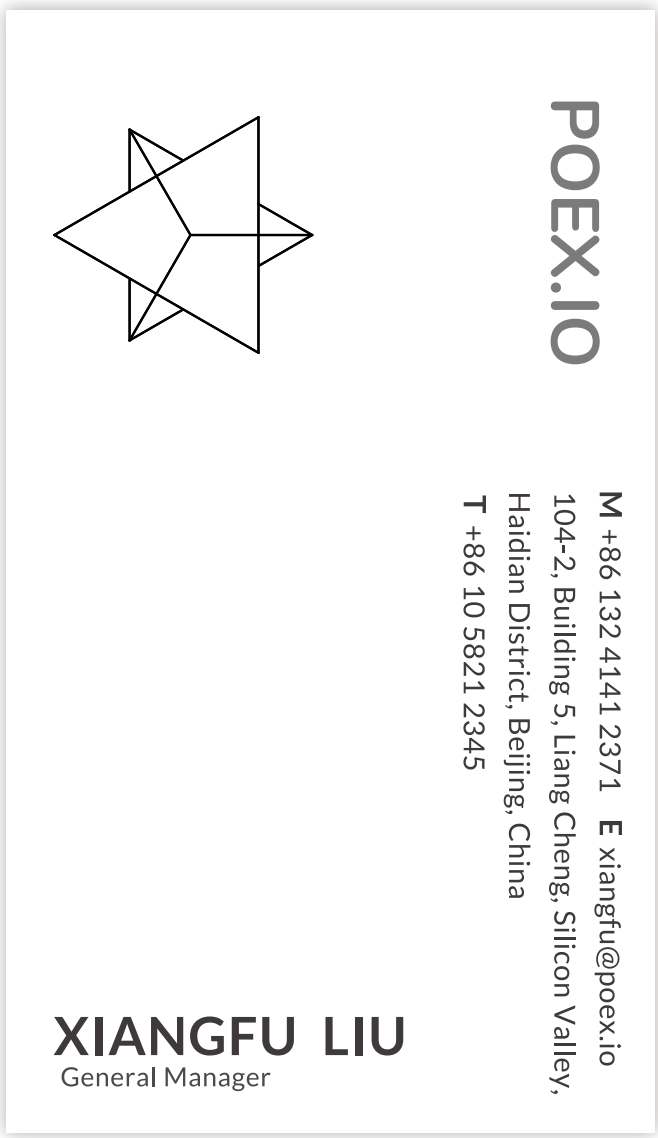 POEX.IO
M +86 132 4141 2371 E xiangfu@poex.io
104-2, Building 5, Liang Cheng, Silicon Valley,
Haidian District, Beijing, China
T +86 10 5821 2345
XIANGFU LIU
General Manager